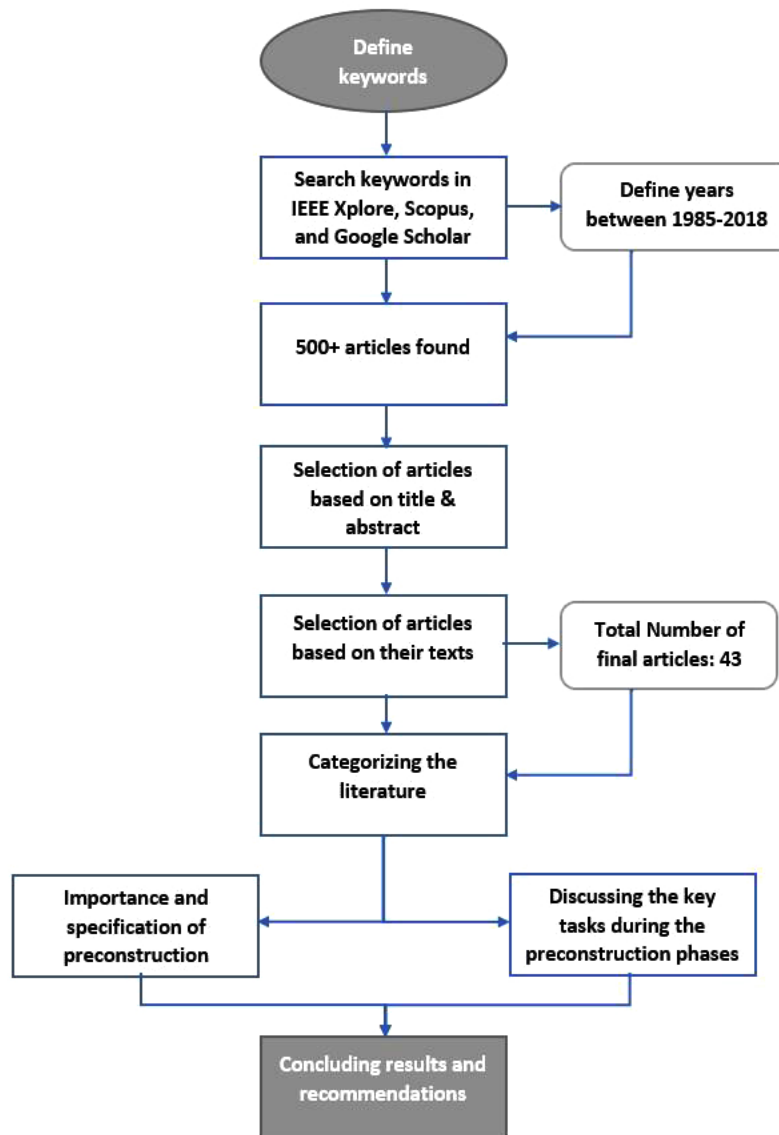 Define
keywords
Search keywords in
IEEE Xplore, Scopus,
and Google Scholar
Define years
between 1985-2018
500+ articles found
Selection of articles
based on title &
abstract
Selection of articles
based on their texts
Total Number of
final articles: 43
Categorizing the
literature
Importance and
specification of
preconstruction
Discussing the key
tasks during the
preconstruction phases
Concluding results and
recommendations